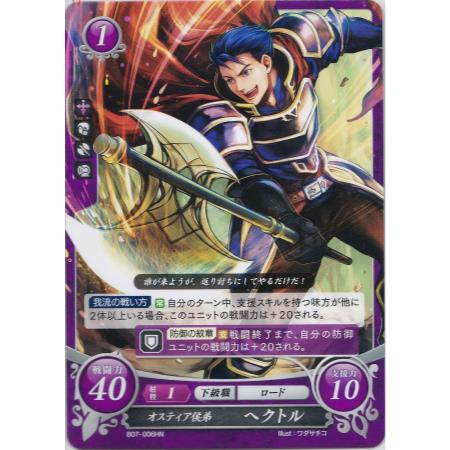 1
誰が来ようが、返り討ちにしてやるだけだ!
我流の戦い方 常 自分のターン中、支援スキルを持つ味方が他に
2体以上いる場合、このユニットの戦闘力は+20される。
防御の紋章 支 戦闘終了まで、自分の防御
ユニットの戦闘力は+20される。
戦闘力
40
射程 1 下級職 ロード
支援力
10
オスティア侯弟 ヘクトル
B07-006HN
Illust:ワダサチコ